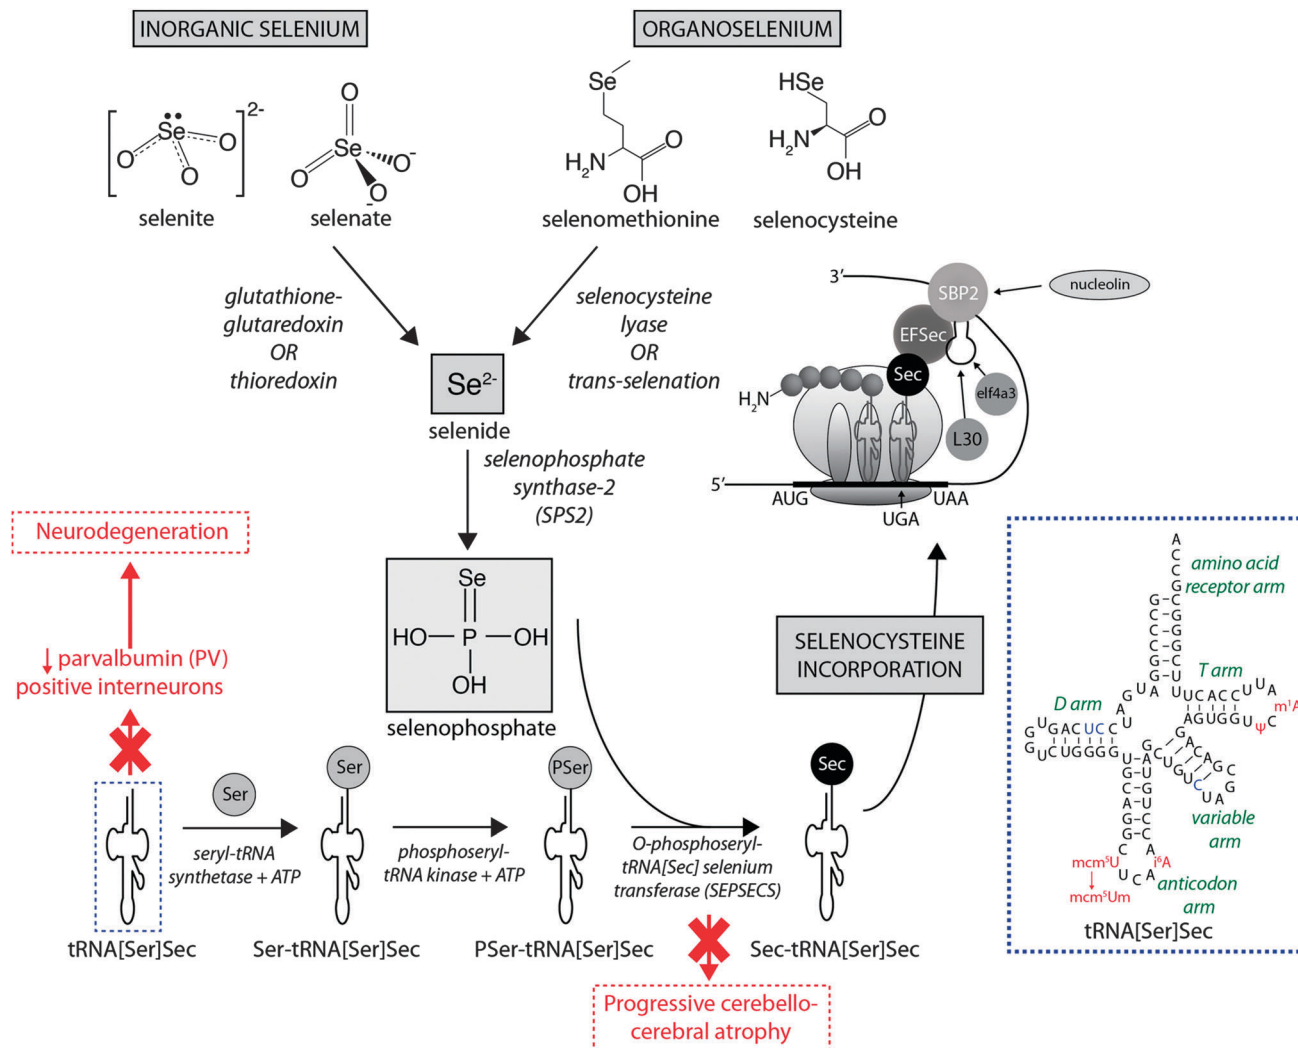 INORGANIC SELENIUM
ORGANOSELENIUM
[Se O O O]2-
selenite
O
Se
O
O-
O-
selenate
Se
H2N
O
OH
selenomethionine
HSe
H2N
O
OH
selenocysteine
glutathione-
glutaredoxin
OR
thioredoxin
selenocysteine
lyase
OR
trans-selenation
Se2-
selenide
selenophosphate
synthase-2
(SPS2)
Se
HO
P
OH
OH
selenophosphate
3′
SBP2
nucleolin
EFSec
Sec
elf4a3
L30
H2N
5′
AUG
UGA
UAA
SELENOCYSTEINE
INCORPORATION
Neurodegeneration
↓ parvalbumin (PV)
positive interneurons
Ser
seryl-tRNA
synthetase + ATP
Ser
phosphoryl-
tRNA kinase + ATP
PSer
O-phosphoseryl-
tRNA[Sec] selenium
transferase (SEPSECS)
Sec
tRNA[Ser]Sec
Ser-tRNA[Ser]Sec
PSer-tRNA[Ser]Sec
Sec-tRNA[Ser]Sec
Progressive cerebello-
cerebral atrophy
amino acid
receptor arm
T arm
D arm
m1A
ψ
variable
arm
mcm5U
i6A
mcm5Um
anticodon
arm
tRNA[Ser]Sec